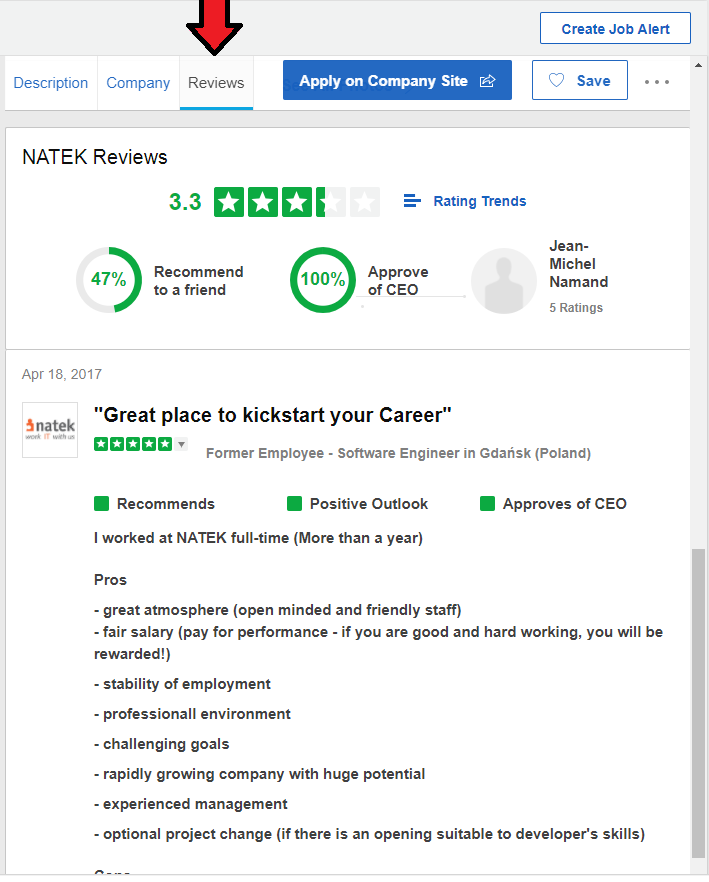 Create Job Alert
Description
Company
Reviews
Apply on Company Site
Save
NATEK Reviews
3.3
Rating Trends
47%
Recommend
to a friend
100%
Approve
of CEO
Jean-
Michel
Namand
5 Ratings
Apr 18, 2017
natek
work IT with us
"Great place to kickstart your Career"
Former Employee - Software Engineer in Gdańsk (Poland)
Recommends
Positive Outlook
Approves of CEO
I worked at NATEK full-time (More than a year)
Pros
- great atmosphere (open minded and friendly staff)
- fair salary (pay for performance - if you are good and hard working, you will be
rewarded!)
- stability of employment
- professionall environment
- challenging goals
- rapidly growing company with huge potential
- experienced management
- optional project change (if there is an opening suitable to developer's skills)